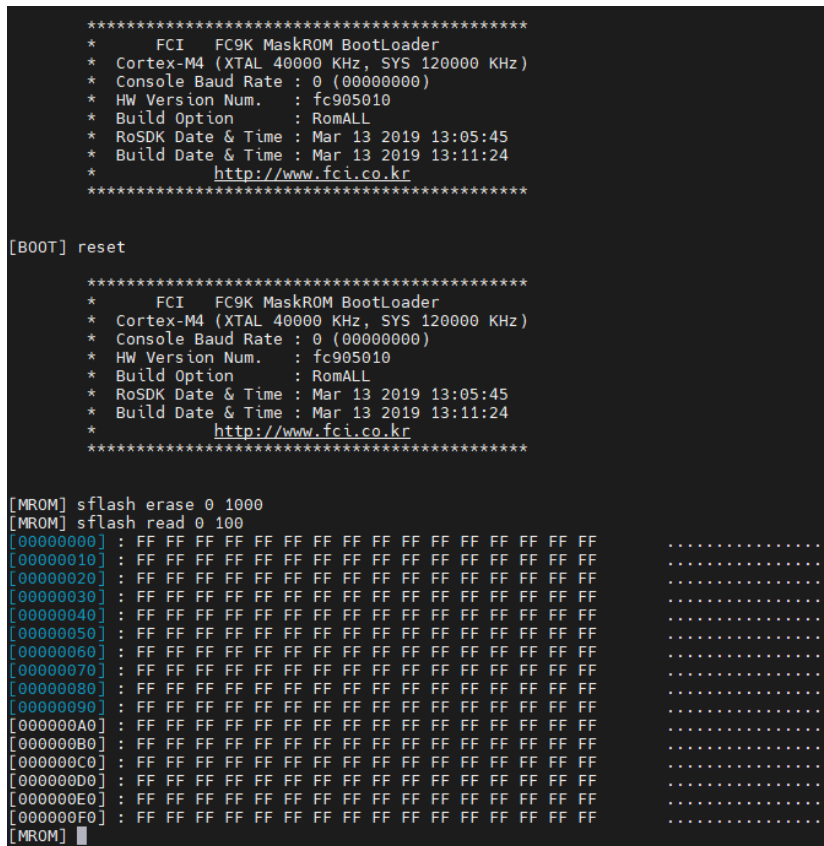 *********************************************
*      FCI   FC9K MaskROM BootLoader
*  Cortex-M4 (XTAL 40000 KHz, SYS 120000 KHz)
*  Console Baud Rate : 0 (00000000)
*  HW Version Num.   : fc905010
*  Build Option      : RomALL
*  RoSDK Date & Time : Mar 13 2019 13:05:45
*  Build Date & Time : Mar 13 2019 13:11:24
*            http://www.fci.co.kr
*********************************************
[BOOT] reset
*********************************************
*      FCI   FC9K MaskROM BootLoader
*  Cortex-M4 (XTAL 40000 KHz, SYS 120000 KHz)
*  Console Baud Rate : 0 (00000000)
*  HW Version Num.   : fc905010
*  Build Option      : RomALL
*  RoSDK Date & Time : Mar 13 2019 13:05:45
*  Build Date & Time : Mar 13 2019 13:11:24
*            http://www.fci.co.kr
*********************************************
[MROM] sflash erase 0 1000
[MROM] sflash read 0 100
[00000000] : FF FF FF FF FF FF FF FF FF FF FF FF FF FF FF FF       ................
[00000010] : FF FF FF FF FF FF FF FF FF FF FF FF FF FF FF FF       ................
[00000020] : FF FF FF FF FF FF FF FF FF FF FF FF FF FF FF FF       ................
[00000030] : FF FF FF FF FF FF FF FF FF FF FF FF FF FF FF FF       ................
[00000040] : FF FF FF FF FF FF FF FF FF FF FF FF FF FF FF FF       ................
[00000050] : FF FF FF FF FF FF FF FF FF FF FF FF FF FF FF FF       ................
[00000060] : FF FF FF FF FF FF FF FF FF FF FF FF FF FF FF FF       ................
[00000070] : FF FF FF FF FF FF FF FF FF FF FF FF FF FF FF FF       ................
[00000080] : FF FF FF FF FF FF FF FF FF FF FF FF FF FF FF FF       ................
[00000090] : FF FF FF FF FF FF FF FF FF FF FF FF FF FF FF FF       ................
[000000A0] : FF FF FF FF FF FF FF FF FF FF FF FF FF FF FF FF       ................
[000000B0] : FF FF FF FF FF FF FF FF FF FF FF FF FF FF FF FF       ................
[000000C0] : FF FF FF FF FF FF FF FF FF FF FF FF FF FF FF FF       ................
[000000D0] : FF FF FF FF FF FF FF FF FF FF FF FF FF FF FF FF       ................
[000000E0] : FF FF FF FF FF FF FF FF FF FF FF FF FF FF FF FF       ................
[000000F0] : FF FF FF FF FF FF FF FF FF FF FF FF FF FF FF FF       ................
[MROM]